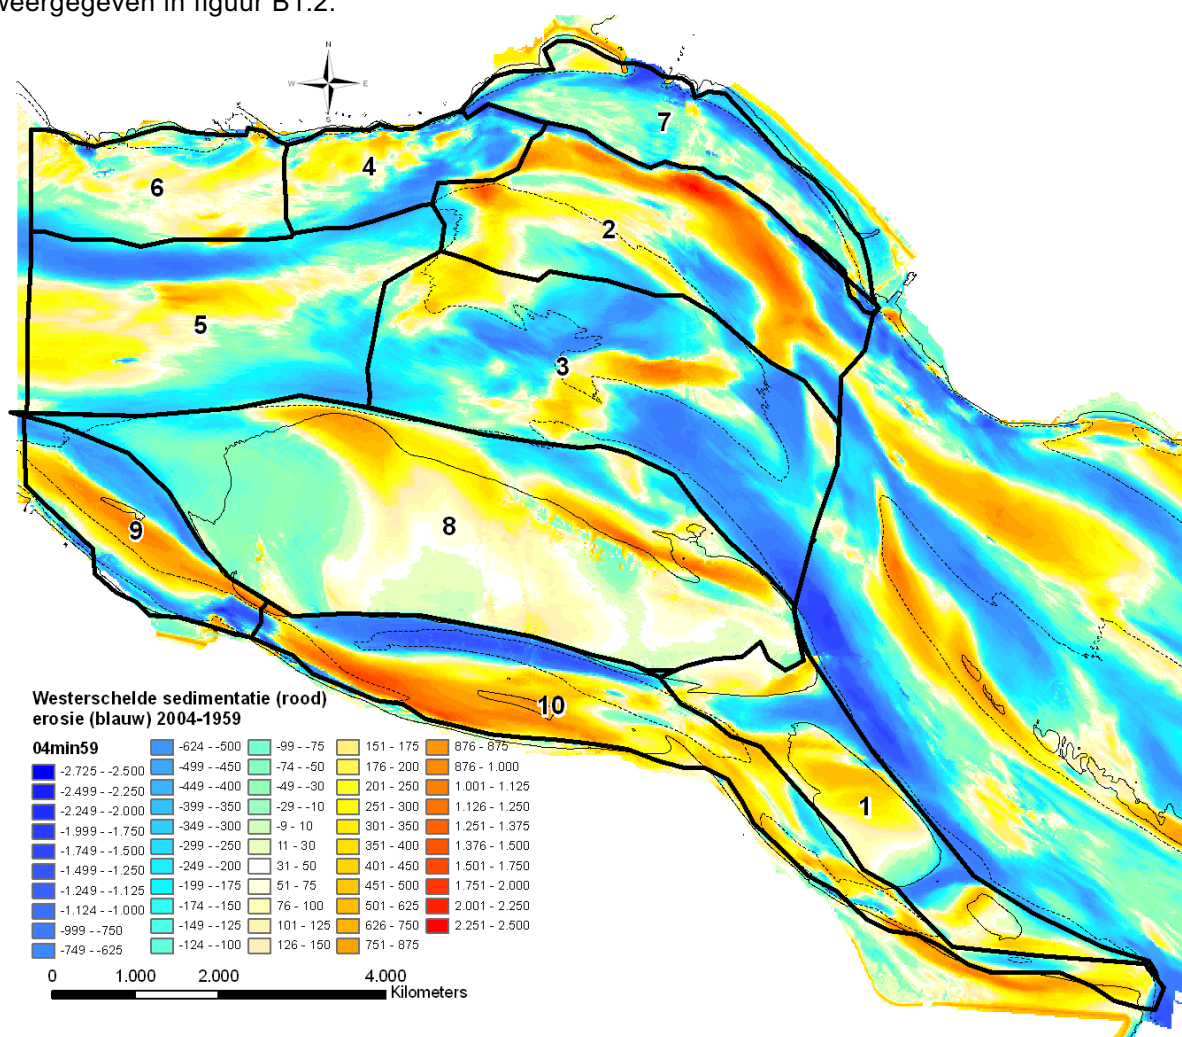 weergegeven in figuur B1.2.
N
W E
S
7
4
6
2
5
3
8
9
10
1
Westerschelde sedimentatie (rood)
erosie (blauw) 2004-1959
04min59
-2.725 - -2.500
-2.499 - -2.250
-2.249 - -2.000
-1.999 - -1.750
-1.749 - -1.500
-1.499 - -1.250
-1.249 - -1.125
-1.124 - -1.000
-999 - -750
-749 - -625
-624 - -500
-499 - -450
-449 - -400
-399 - -350
-349 - -300
-299 - -250
-249 - -200
-199 - -175
-174 - -150
-149 - -125
-124 - -100
-99 - -75
-74 - -50
-49 - -30
-29 - -10
-9 - 10
11 - 30
31 - 50
51 - 75
76 - 100
101 - 125
126 - 150
151 - 175
176 - 200
201 - 250
251 - 300
301 - 350
351 - 400
401 - 450
451 - 500
501 - 625
626 - 750
751 - 875
876 - 875
876 - 1.000
1.001 - 1.125
1.126 - 1.250
1.251 - 1.375
1.376 - 1.500
1.501 - 1.750
1.751 - 2.000
2.001 - 2.250
2.251 - 2.500
0 1.000 2.000 4.000
Kilometers